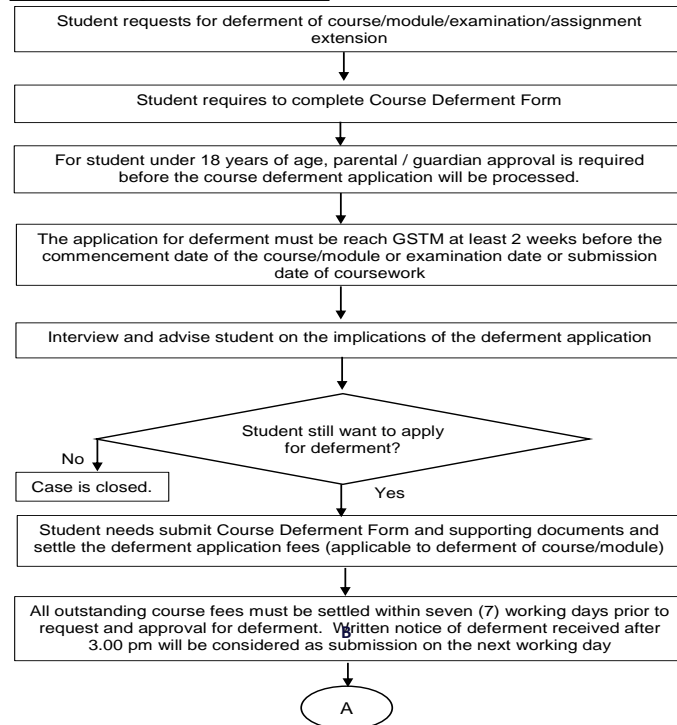 Student requests for deferment of course/module/examination/assignment
extension
Student requires to complete Course Deferment Form
For student under 18 years of age, parental / guardian approval is required
before the course deferment application will be processed.
The application for deferment must be reach GSTM at least 2 weeks before the
commencement date of the course/module or examination date or submission
date of coursework
Interview and advise student on the implications of the deferment application
Student still want to apply
for deferment?
No
Case is closed.
Yes
Student needs submit Course Deferment Form and supporting documents and
settle the deferment application fees (applicable to deferment of course/module)
All outstanding course fees must be settled within seven (7) working days prior to
request and approval for deferment. Written notice of deferment received after
B
3.00 pm will be considered as submission on the next working day
A